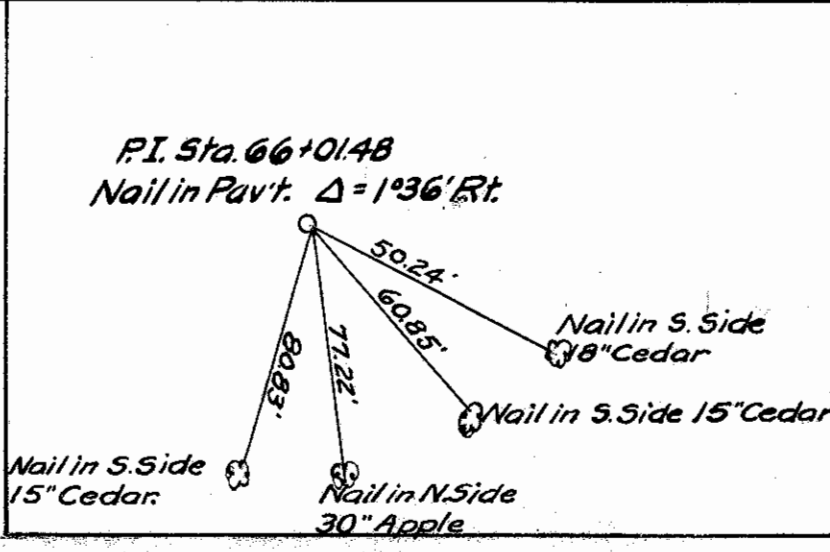 P.I. Sta. 66+01.48
Nail in Pav't. Δ = 1°36' Rt.
50.24'
60.85'
77.22'
80.83'
Nail in S. Side
18" Cedar
Nail in S. Side 15" Cedar
Nail in S. Side
15" Cedar.
Nail in N. Side
30" Apple